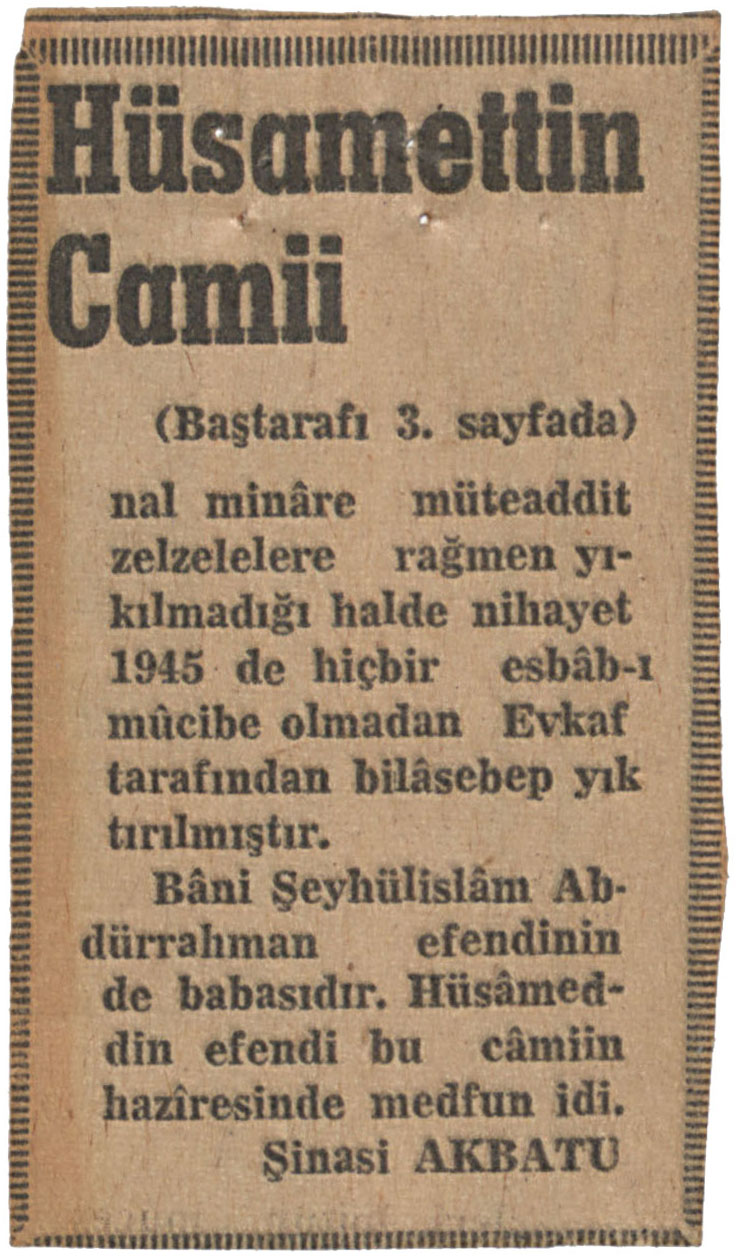 Hüsamettin
Camii
(Baştarafı 3. sayfada)
nal minâre müteaddit
zelzelelere rağmen yı-
kılmadığı halde nihayet
1945 de hiçbir esbâb-ı
mûcibe olmadan Evkaf
tarafından bilâsebep yık
tırılmıştır.
Bâni Şeyhülislâm Ab-
dürrahman efendinin
de babasıdır. Hüsâmed-
din efendi bu câmiin
hazîresinde medfun idi.
Şinasi AKBATU